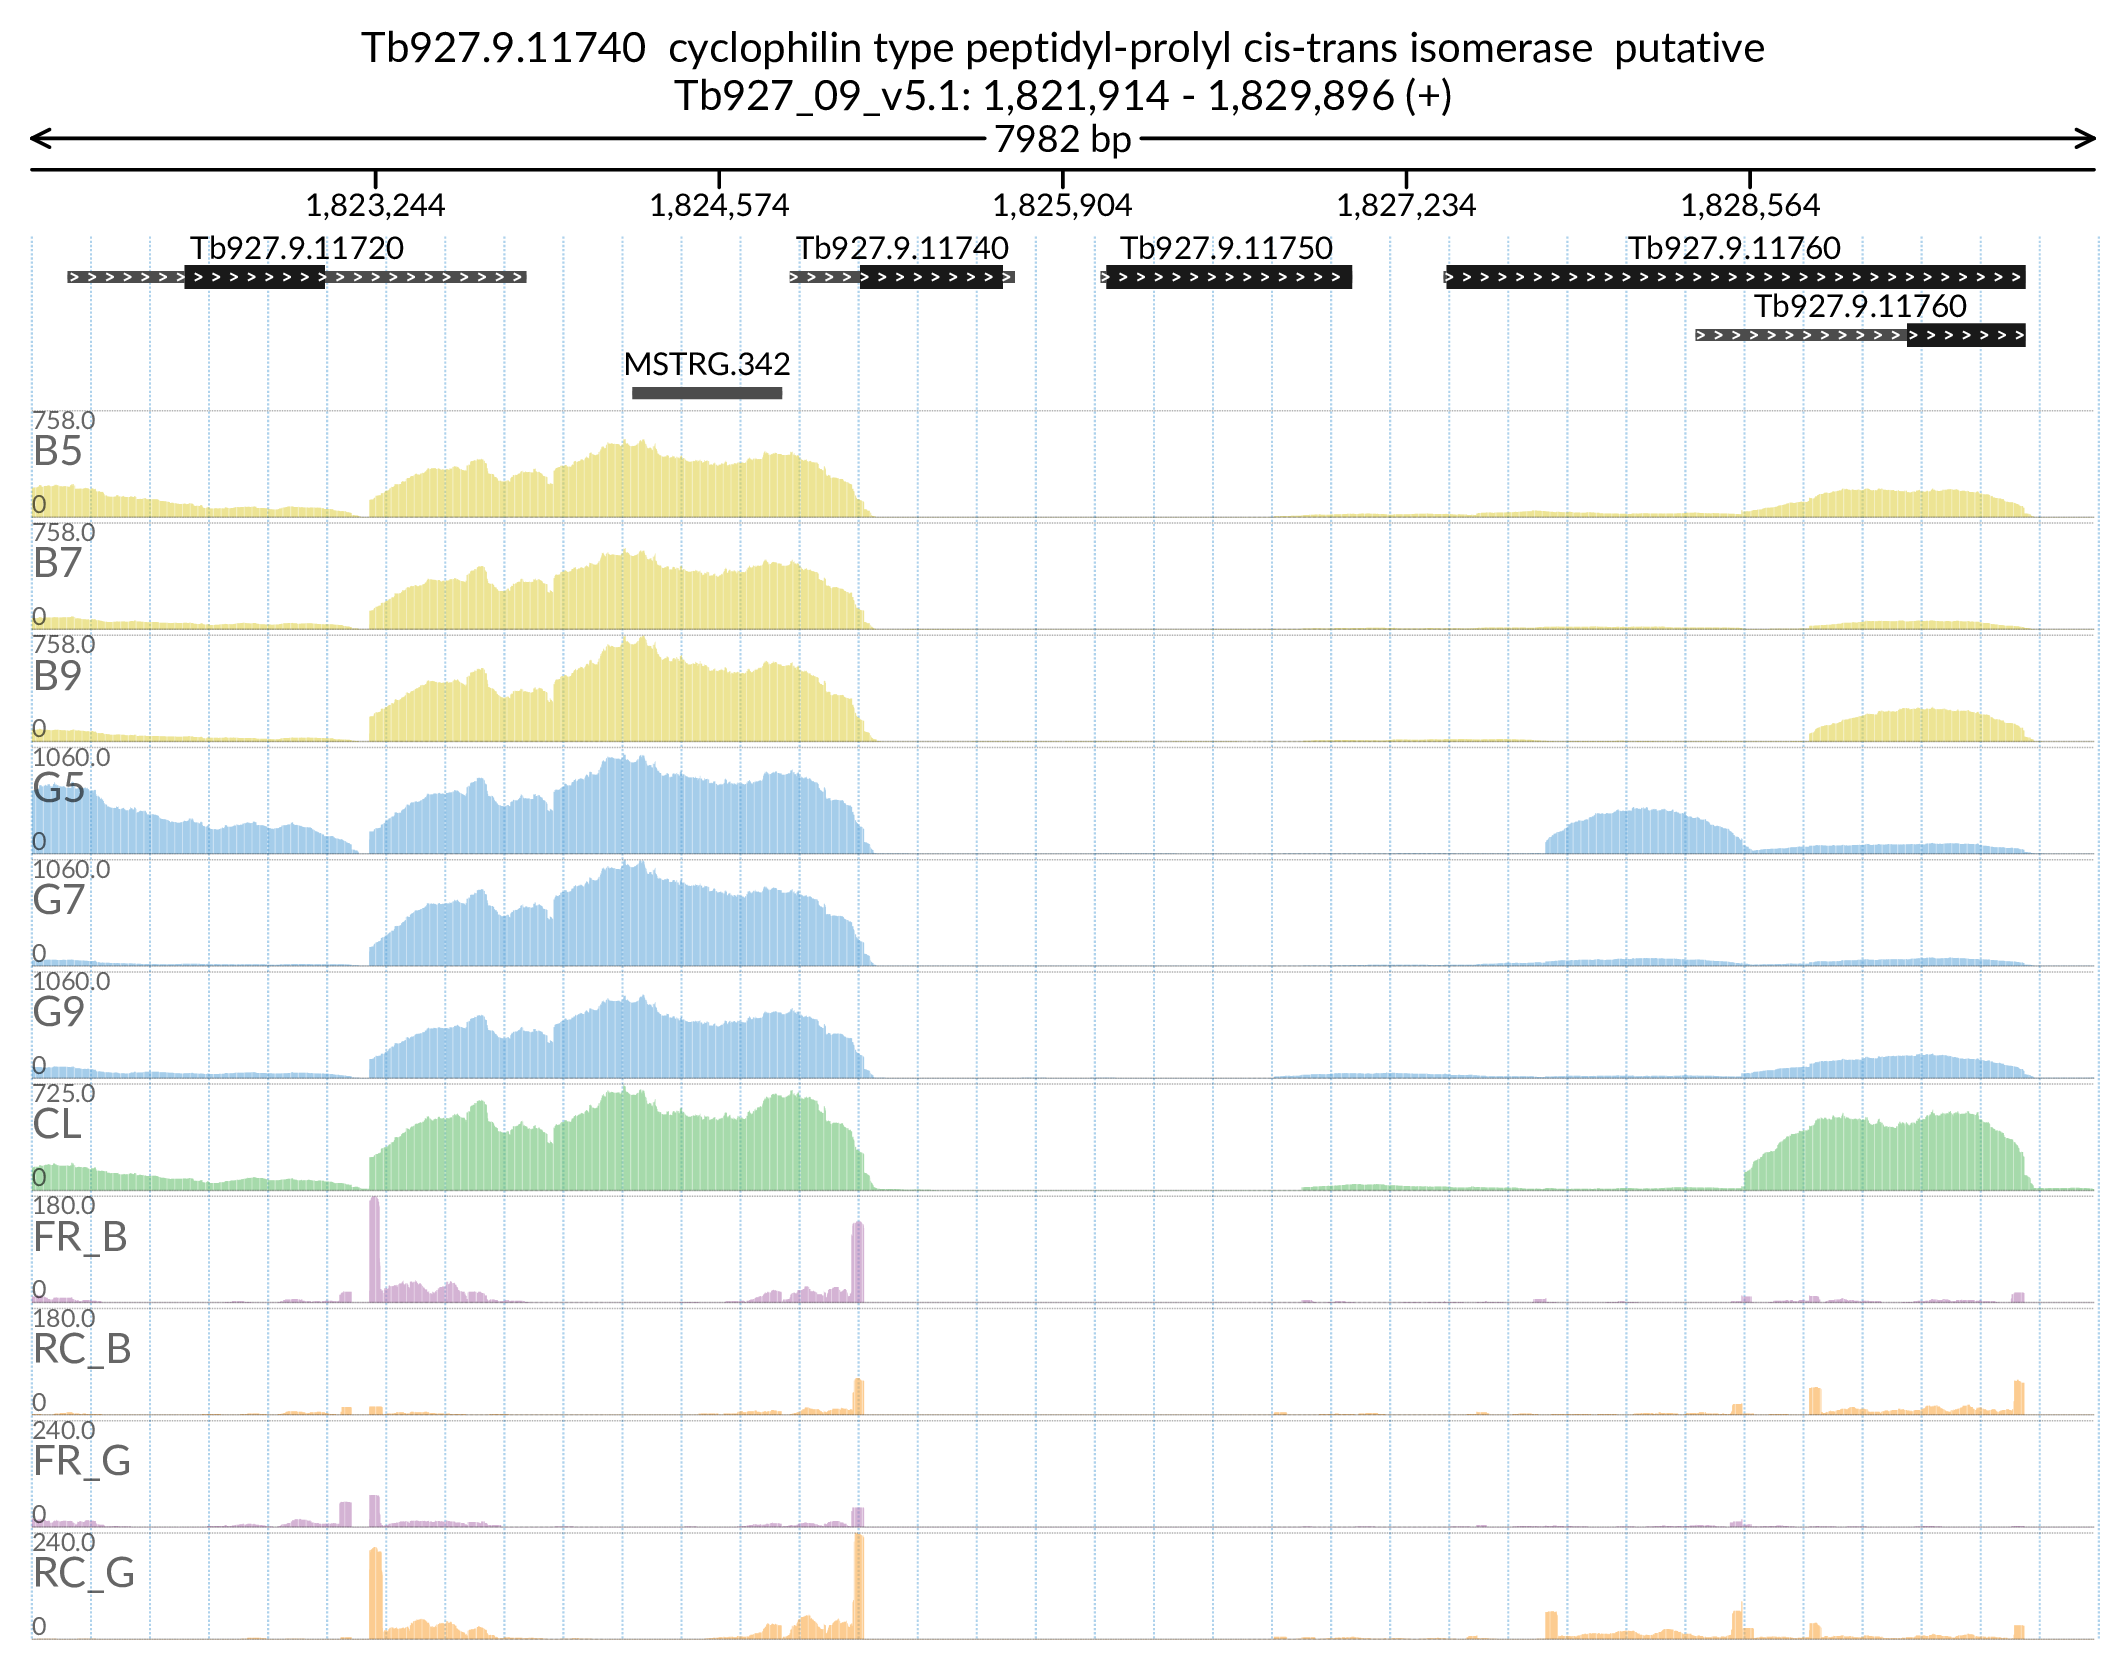 Tb927.9.11740  cyclophilin type peptidyl-prolyl cis-trans isomerase  putative
Tb927_09_v5.1: 1,821,914 - 1,829,896 (+)
7982 bp
1,823,244 1,824,574 1,825,904 1,827,234 1,828,564
Tb927.9.11720 Tb927.9.11740 Tb927.9.11750 Tb927.9.11760
Tb927.9.11760
MSTRG.342
758.0
B5
0
758.0
B7
0
758.0
B9
0
1060.0
G5
0
1060.0
G7
0
1060.0
G9
0
725.0
CL
0
180.0
FR_B
0
180.0
RC_B
0
240.0
FR_G
0
240.0
RC_G
0